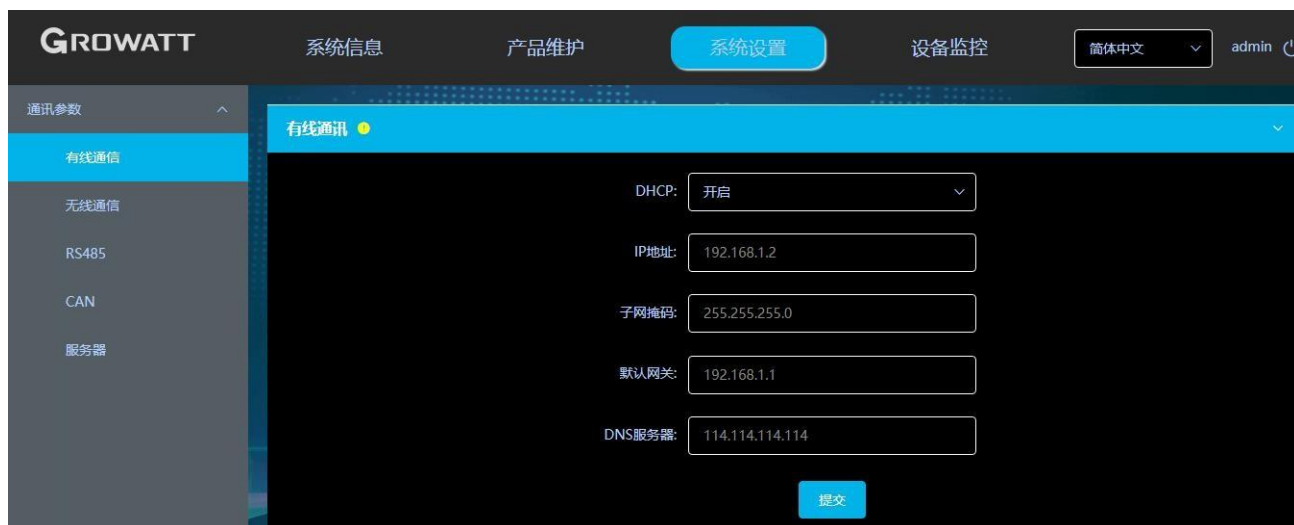 GROWATT
系统信息 产品维护 系统设置 设备监控 简体中文 admin
通讯参数
有线通信
无线通信
RS485
CAN
服务器
有线通讯
DHCP: 开启
IP地址: 192.168.1.2
子网掩码: 255.255.255.0
默认网关: 192.168.1.1
DNS服务器: 114.114.114.114
提交